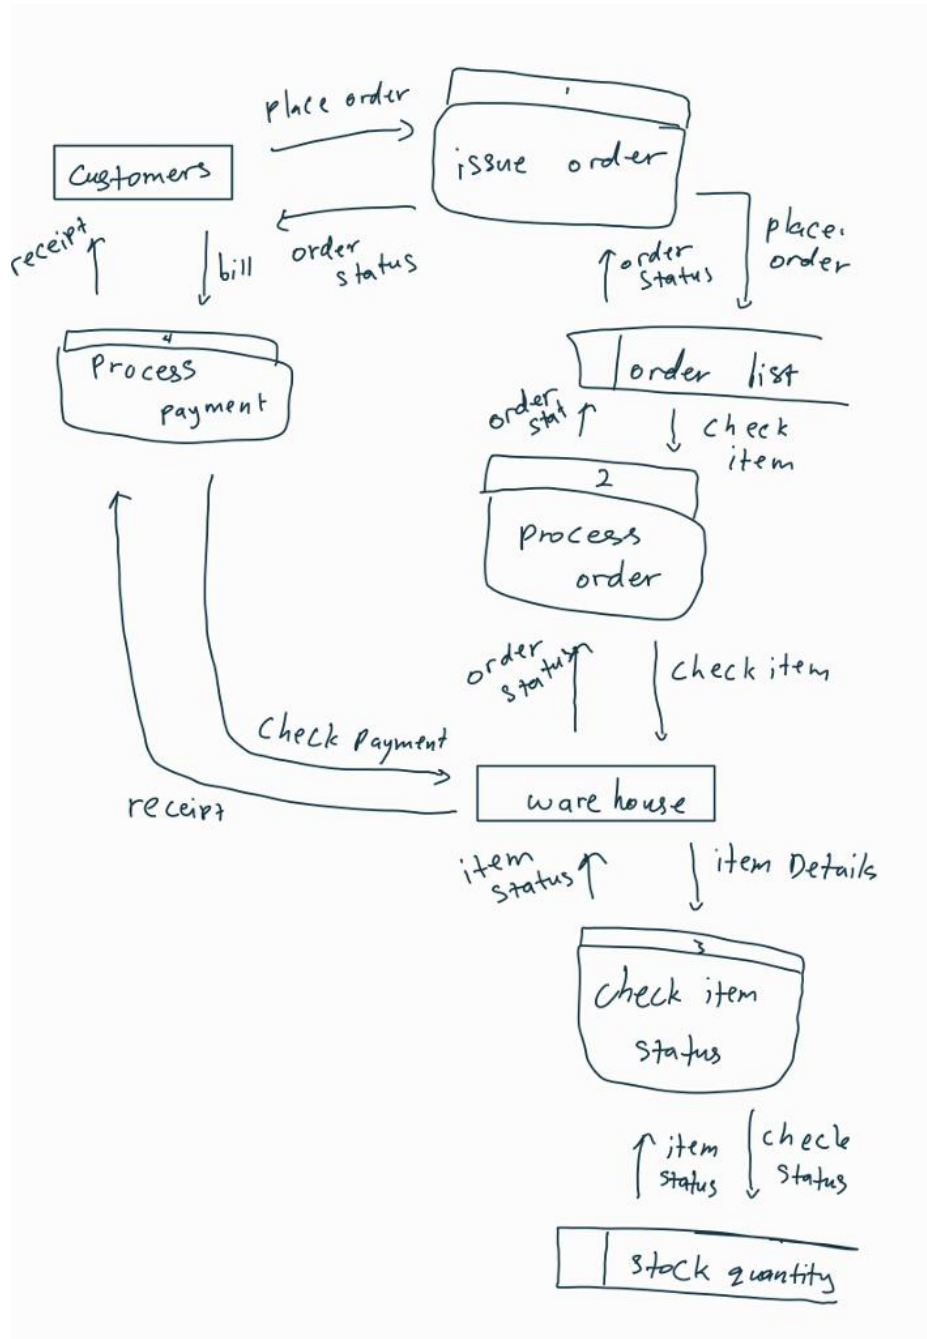 place order
1
issue order
Customers
receipt
bill
order
status
order
status
place
order
4
Process
payment
order list
order
stat
check
item
2
process
order
order
status
check item
Check Payment
receipt
ware house
item
status
item Details
3
check item
status
item
status
check
status
stock quantity